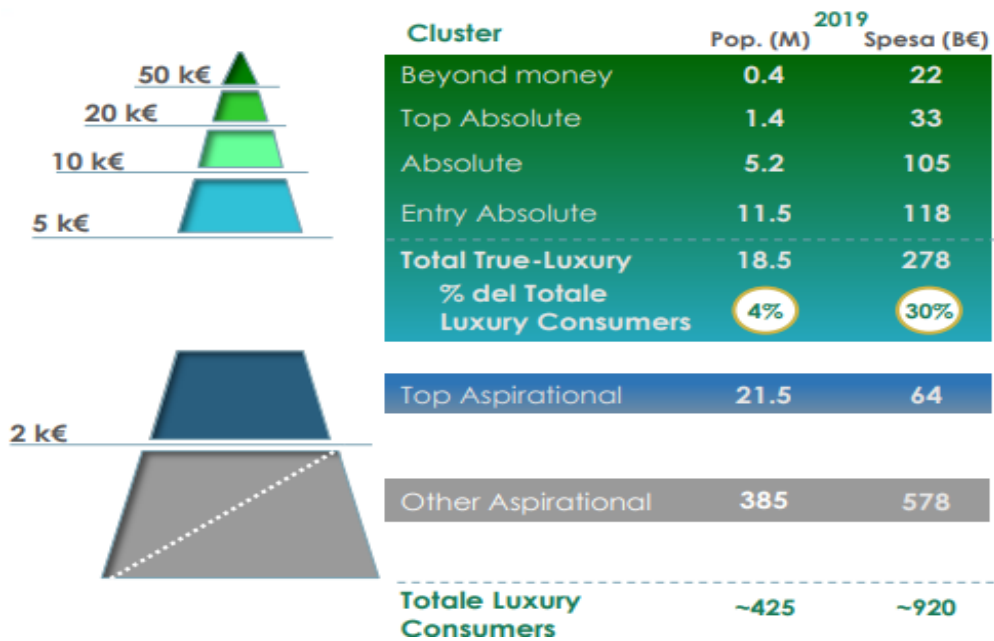 2019
Cluster Pop. (M) Spesa (B€)
50 k€ Beyond money 0.4 22
20 k€ Top Absolute 1.4 33
10 k€ Absolute 5.2 105
5 k€ Entry Absolute 11.5 118
Total True-Luxury 18.5 278
% del Totale
Luxury Consumers 4% 30%
Top Aspirational 21.5 64
2 k€
Other Aspirational 385 578
Totale Luxury
Consumers ~425 ~920